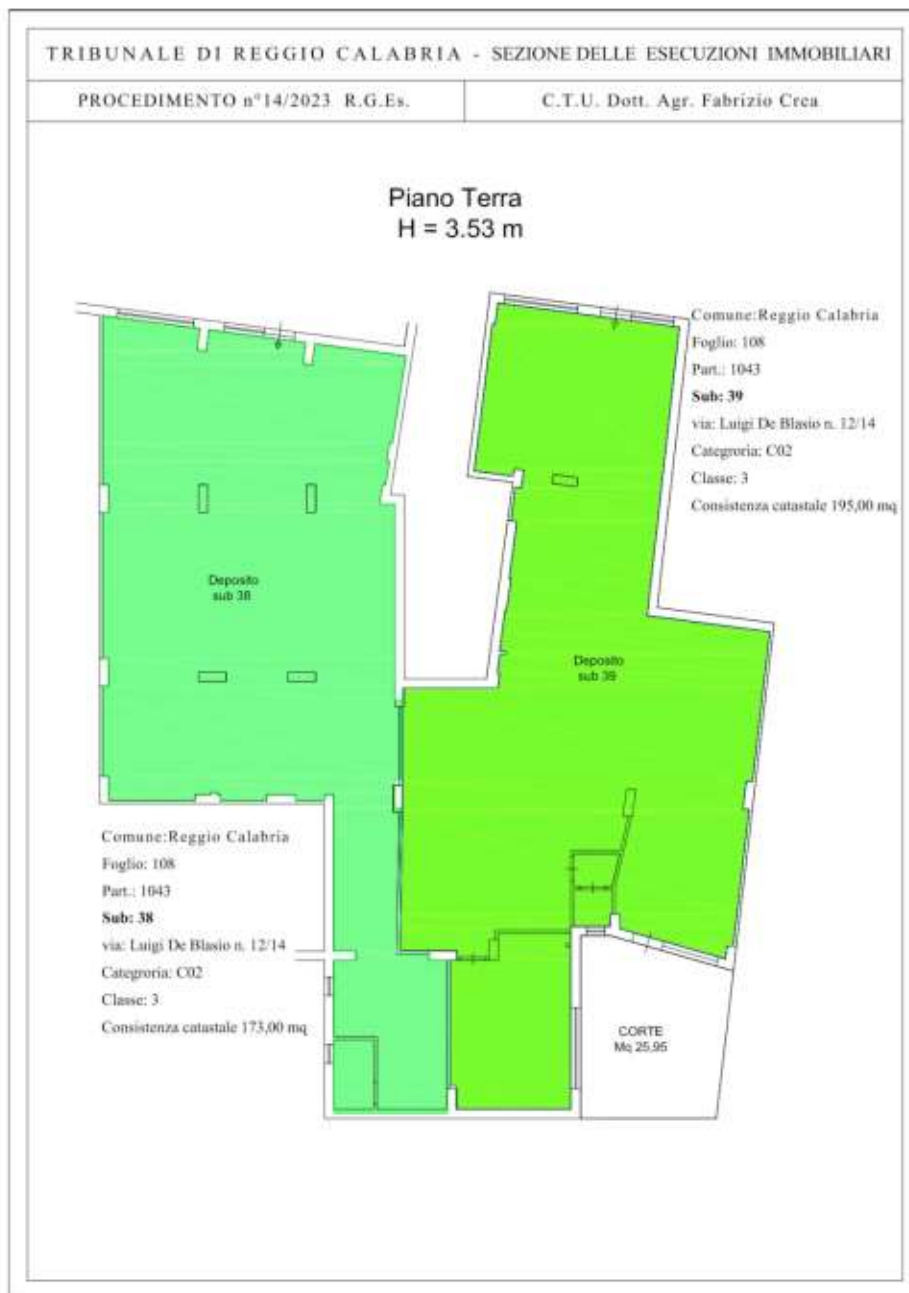 TRIBUNALE DI REGGIO CALABRIA - SEZIONE DELLE ESECUZIONI IMMOBILIARI
PROCEDIMENTO n°14/2023 R.G.Es.
C.T.U. Dott. Agr. Fabrizio Crea
Piano Terra
H = 3.53 m
Comune:Reggio Calabria
Foglio: 108
Part.: 1043
Sub: 39
via: Luigi De Blasio n. 12/14
Categroria: C02
Classe: 3
Consistenza catastale 195,00 mq
Deposito
sub 38
Deposito
sub 39
Comune:Reggio Calabria
Foglio: 108
Part.: 1043
Sub: 38
via: Luigi De Blasio n. 12/14
Categroria: C02
Classe: 3
Consistenza catastale 173,00 mq
CORTE
Mq 25,95